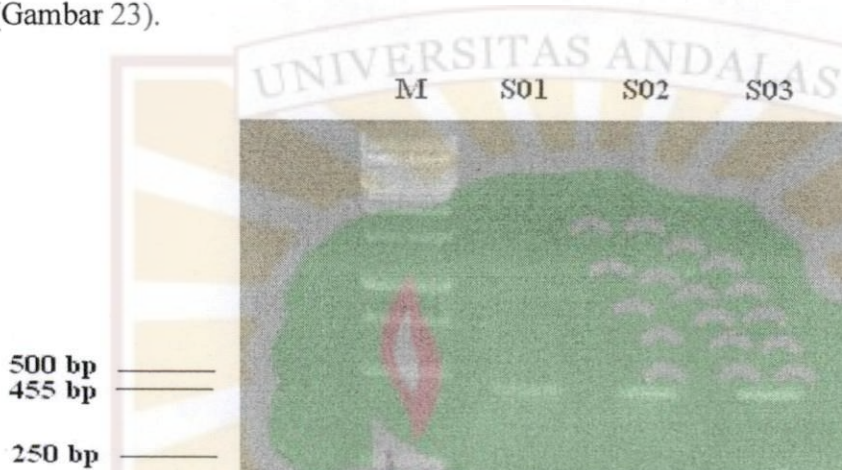 (Gambar 23).
UNIVERSITAS ANDALAS
M S01 S02 S03
500 bp
455 bp
250 bp